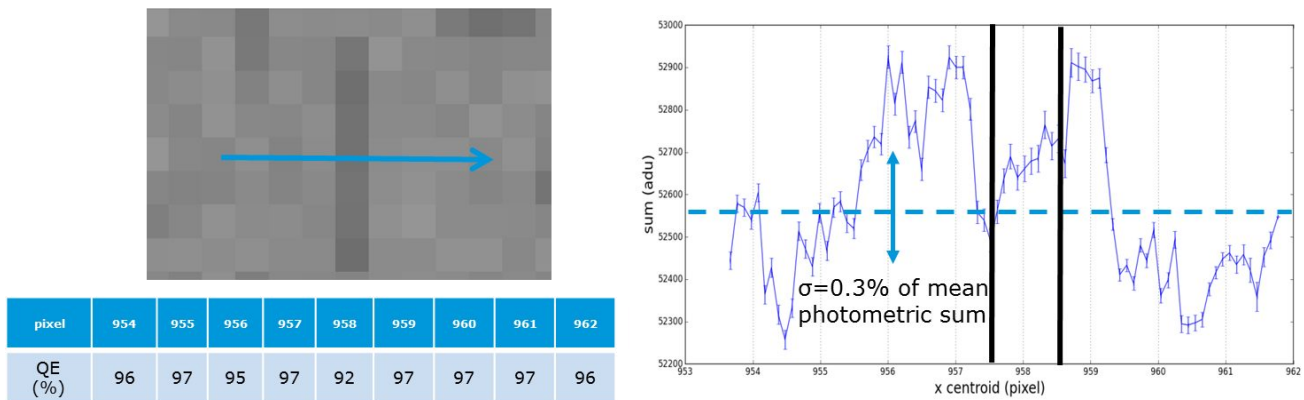 pixel 954 955 956 957 958 959 960 961 962
QE
(%) 96 97 95 97 92 97 97 97 96
53000
52900
52800
52700
52600
52500
52400
52300
52200
sum (adu)
σ=0.3% of mean
photometric sum
953 954 955 956 957 958 959 960 961 962
x centroid (pixel)